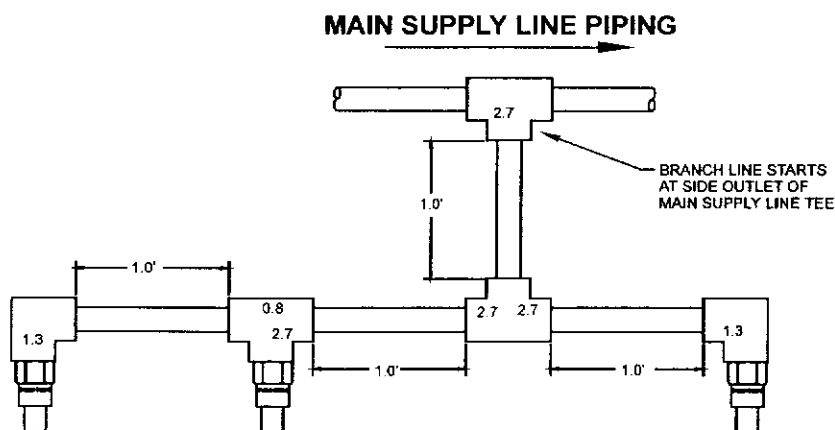 MAIN SUPPLY LINE PIPING
2.7
BRANCH LINE STARTS
AT SIDE OUTLET OF
MAIN SUPPLY LINE TEE
1.0'
1.0'
1.3
0.8
2.7
2.7
2.7
1.3
1.0'
1.0'